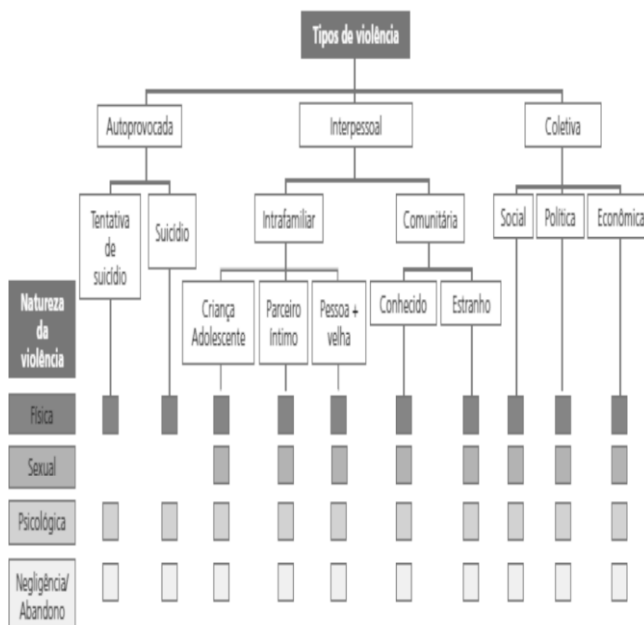 Tipos de violência
Autoprovocada
Interpessoal
Coletiva
Tentativa
de
suicídio
Suicídio
Intrafamiliar
Comunitária
Social
Política
Econômica
Natureza
da
violência
Criança
Adolescente
Parceiro
íntimo
Pessoa +
velha
Conhecido
Estranho
Física
Sexual
Psicológica
Negligência/
Abandono